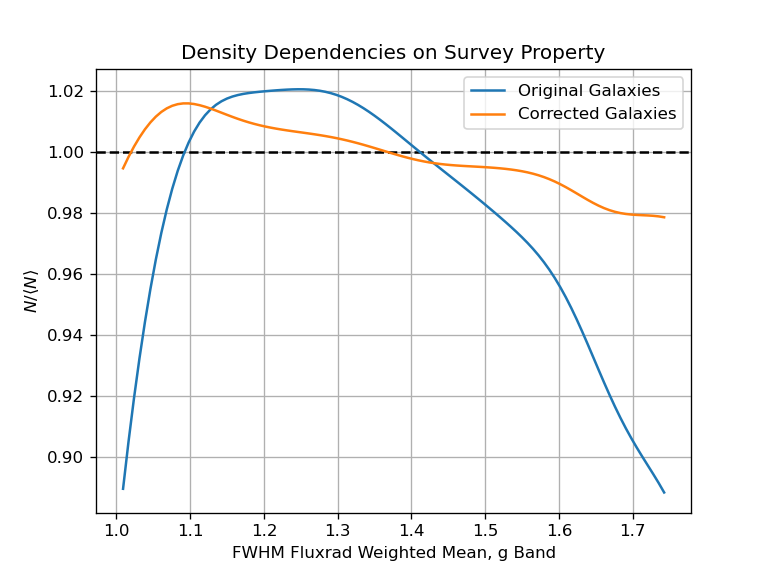 Density Dependencies on Survey Property
Original Galaxies
Corrected Galaxies
1.02
1.00
0.98
0.96
0.94
0.92
0.90
N/⟨N⟩
1.0 1.1 1.2 1.3 1.4 1.5 1.6 1.7
FWHM Fluxrad Weighted Mean, g Band